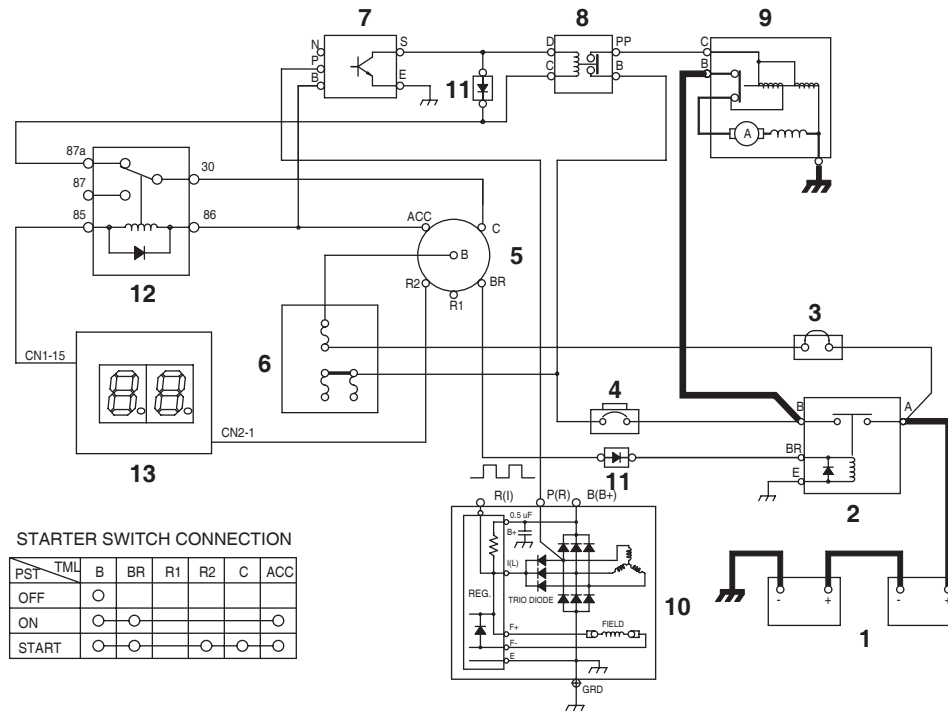 7
8
9
N
P
B
S
E
11
D
C
PP
B
C
B
A
87a
87
85
30
86
12
ACC
C
B
5
R2
BR
R1
6
3
4
CN1-15
CN2-1
13
11
B
A
BR
E
2
R(I)
P(R)
B(B+)
0.5 uF
B+
I(L)
REG.
TRIO DIODE
F+
FIELD
F-
E
GRD
10
-
+
-
+
1
STARTER SWITCH CONNECTION
PST TML B BR R1 R2 C ACC
OFF
ON
START